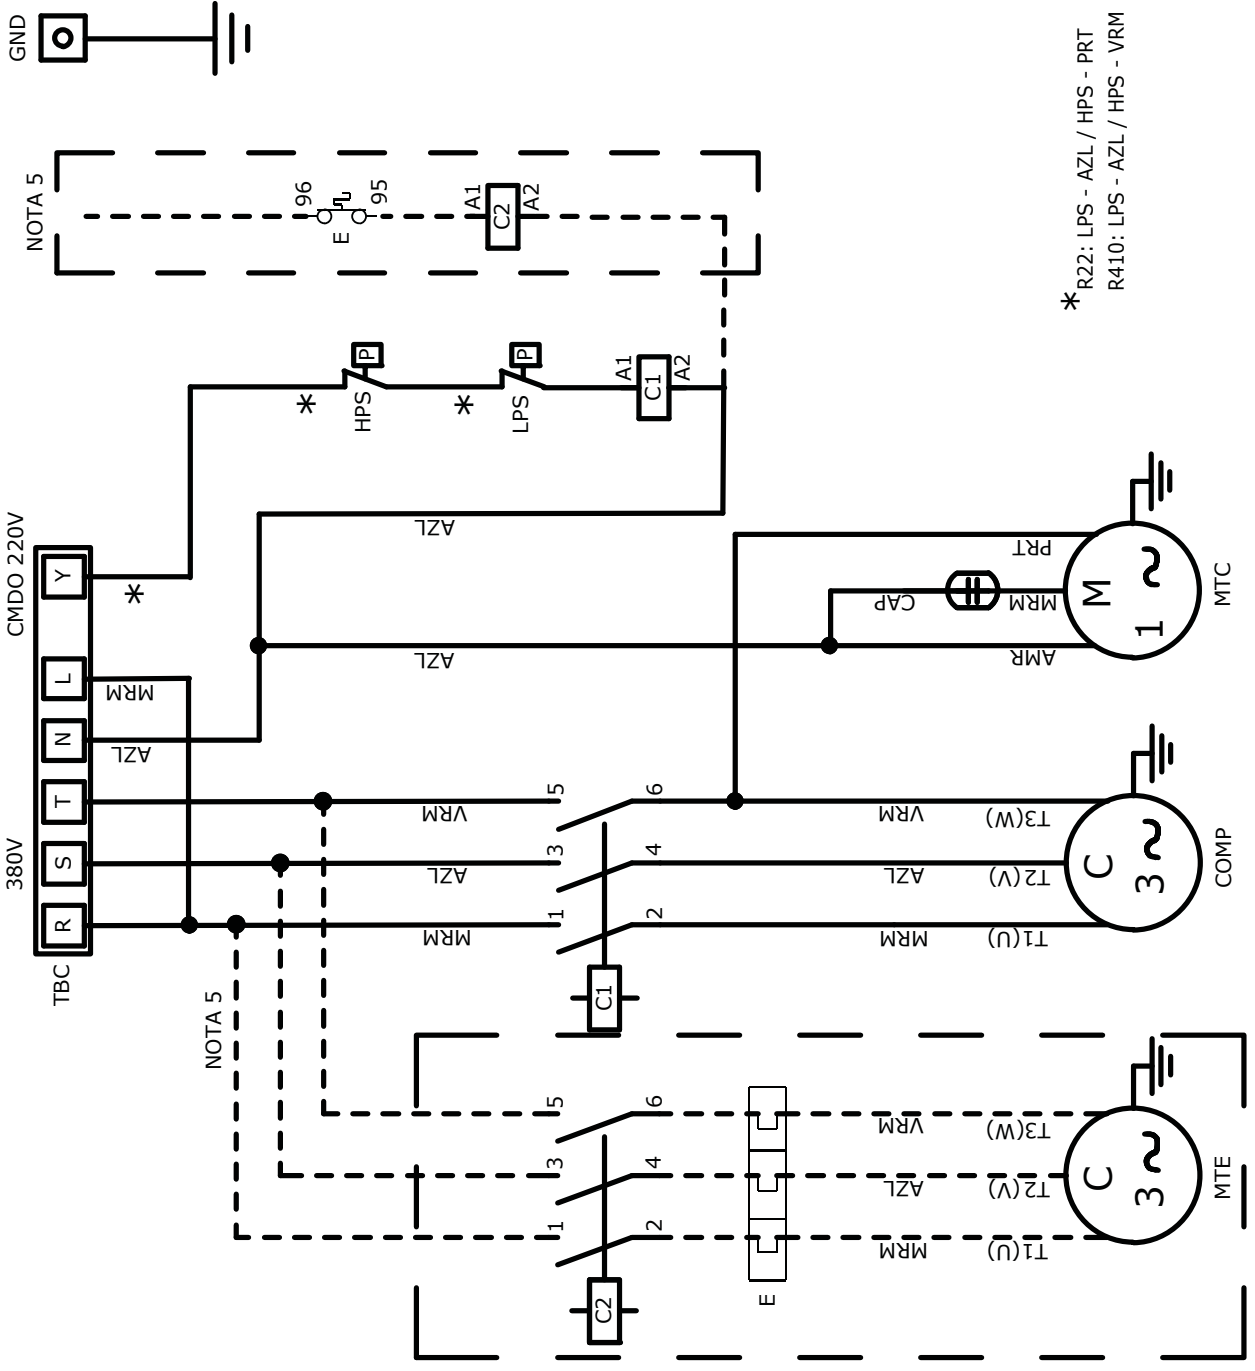 GND
NOTA 5
96
95
E
A1
C2
A2
*
R22: LPS - AZL / HPS - PRT
R410: LPS - AZL / HPS - VRM
P
P
*
HPS
*
LPS
A1
C1
A2
CMDO 220V
Y
*
AZL
PRT
CAP
MRM
M
1 ~
MTC
L
MRM
AZL
AMR
N
AZL
T
VRM
5
6
VRM
T3(W)
380V
S
AZL
3
4
AZL
T2(V)
C
3 ~
COMP
R
MRM
1
2
MRM
T1(U)
TBC
C1
NOTA 5
5
6
VRM
T3(W)
3
4
AZL
T2(V)
C
3 ~
MTE
1
2
MRM
T1(U)
C2
E